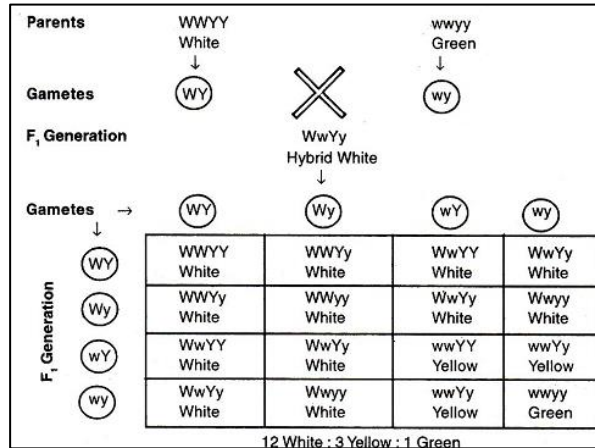 Parents WWYY wwyy
White Green
↓ ↓
Gametes WY wy
F₁ Generation WwYy
Hybrid White
↓
Gametes → WY Wy wY wy
↓
WY WWYY WWYy WwYY WwYy
White White White White
Wy WWYy WWyy WwYy Wwyy
White White White White
wY WwYY WwYy wwYY wwYy
White White Yellow Yellow
wy WwYy Wwyy wwYy wwyy
White White Yellow Green
F₁ Generation
12 White : 3 Yellow : 1 Green